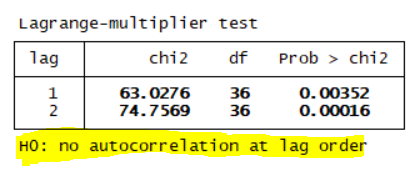 Lagrange-multiplier test
lag chi2 df Prob > chi2
1 63.0276 36 0.00352
2 74.7569 36 0.00016
H0: no autocorrelation at lag order